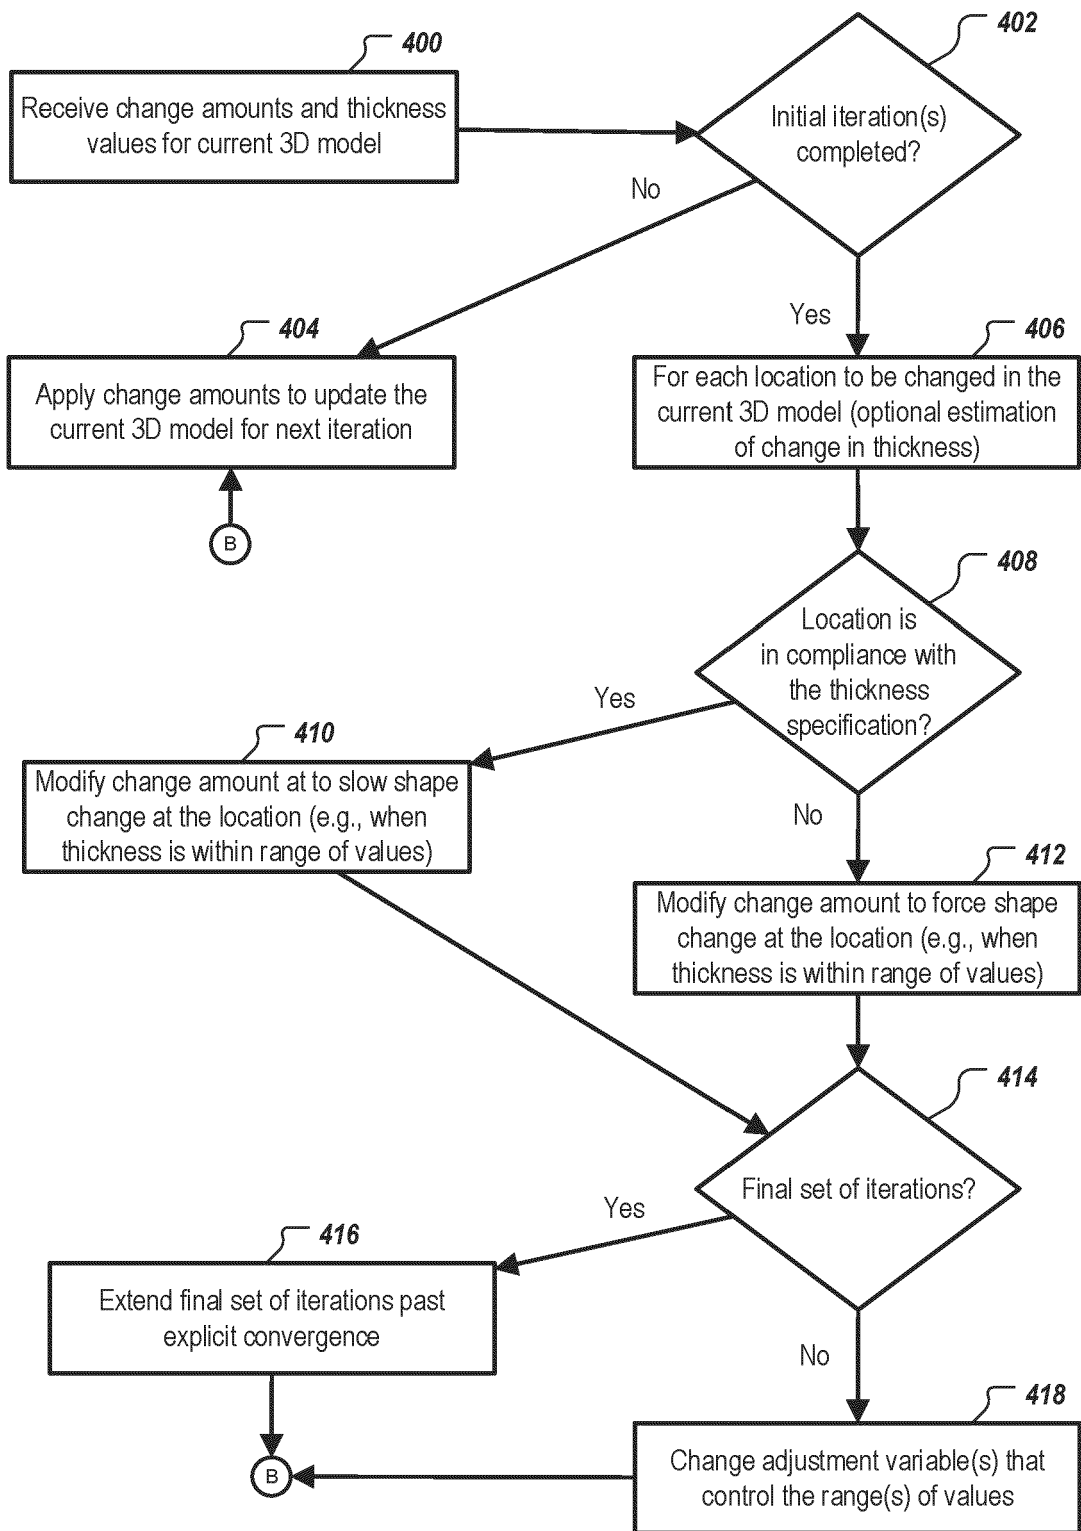 400
Receive change amounts and thickness
values for current 3D model
402
Initial iteration(s)
completed?
No
Yes
404
Apply change amounts to update the
current 3D model for next iteration
B
406
For each location to be changed in the
current 3D model (optional estimation
of change in thickness)
408
Location is
in compliance with
the thickness
specification?
Yes
No
410
Modify change amount at to slow shape
change at the location (e.g., when
thickness is within range of values)
412
Modify change amount to force shape
change at the location (e.g., when
thickness is within range of values)
414
Final set of iterations?
Yes
No
416
Extend final set of iterations past
explicit convergence
B
418
Change adjustment variable(s) that
control the range(s) of values